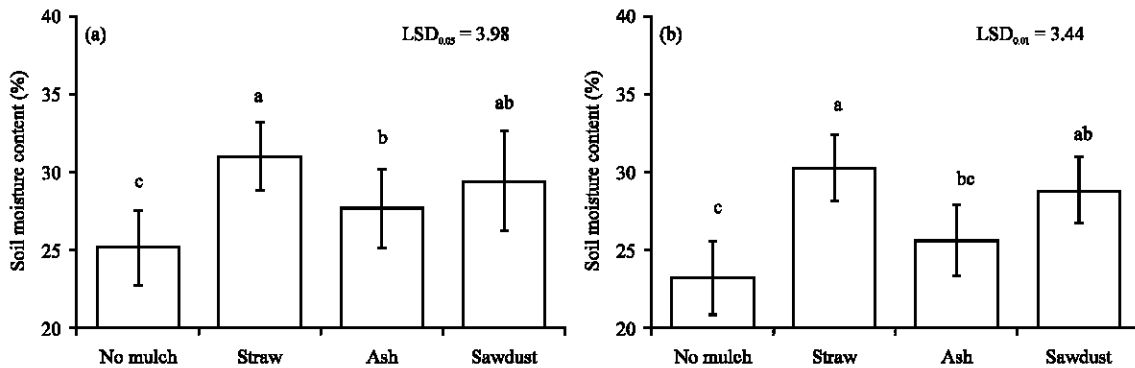 (a)
LSD0.05 = 3.98
Soil moisture content (%)
40
35
30
25
20
c
a
b
ab
No mulch
Straw
Ash
Sawdust
(b)
LSD0.01 = 3.44
Soil moisture content (%)
40
35
30
25
20
c
a
bc
ab
No mulch
Straw
Ash
Sawdust